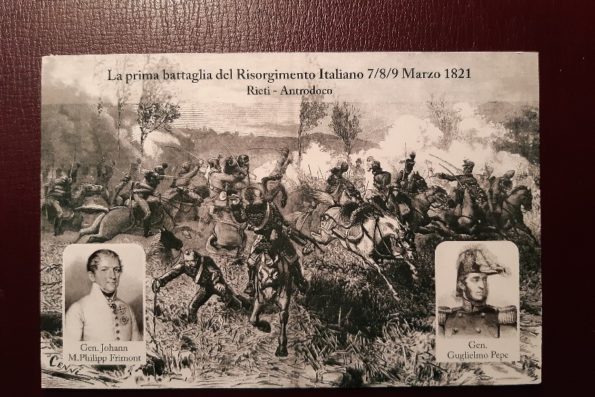 La prima battaglia del Risorgimento Italiano 7/8/9 Marzo 1821
Rieti - Antrodoco
Gen. Johann
M.Philipp Frimont
Gen.
Guglielmo Pepe
Cenni